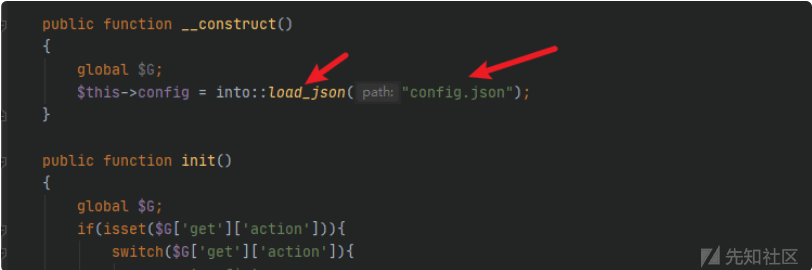 public function __construct()
{
global $G;
$this->config = into::load_json( path: "config.json");
}
public function init()
{
global $G;
if(isset($G['get']['action'])){
switch($G['get']['action']){
先知社区